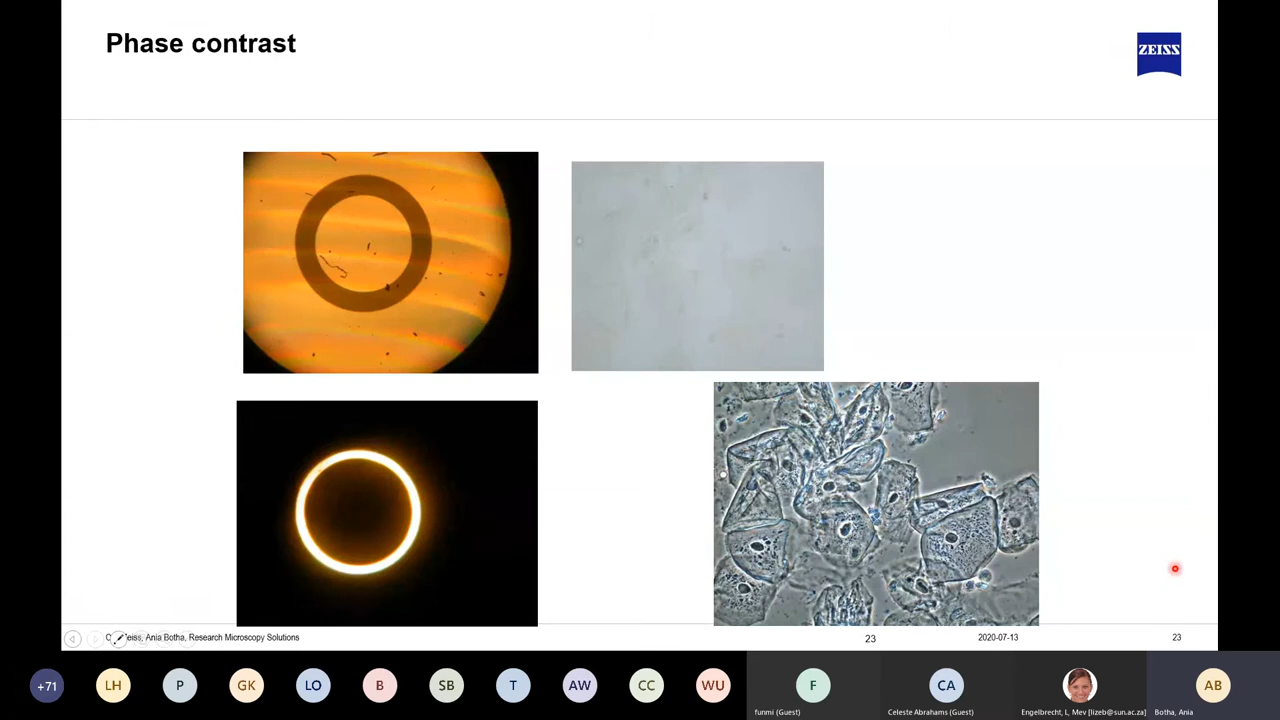 Phase contrast
ZEISS
Zeiss, Ania Botha, Research Microscopy Solutions
23
2020-07-13
23
+71
LH
P
GK
LO
B
SB
T
AW
CC
WU
F
CA
AB
funmi (Guest)
Celeste Abrahams (Guest)
Engelbrecht, L, Mev [lizeb@sun.ac.za]
Botha, Ania